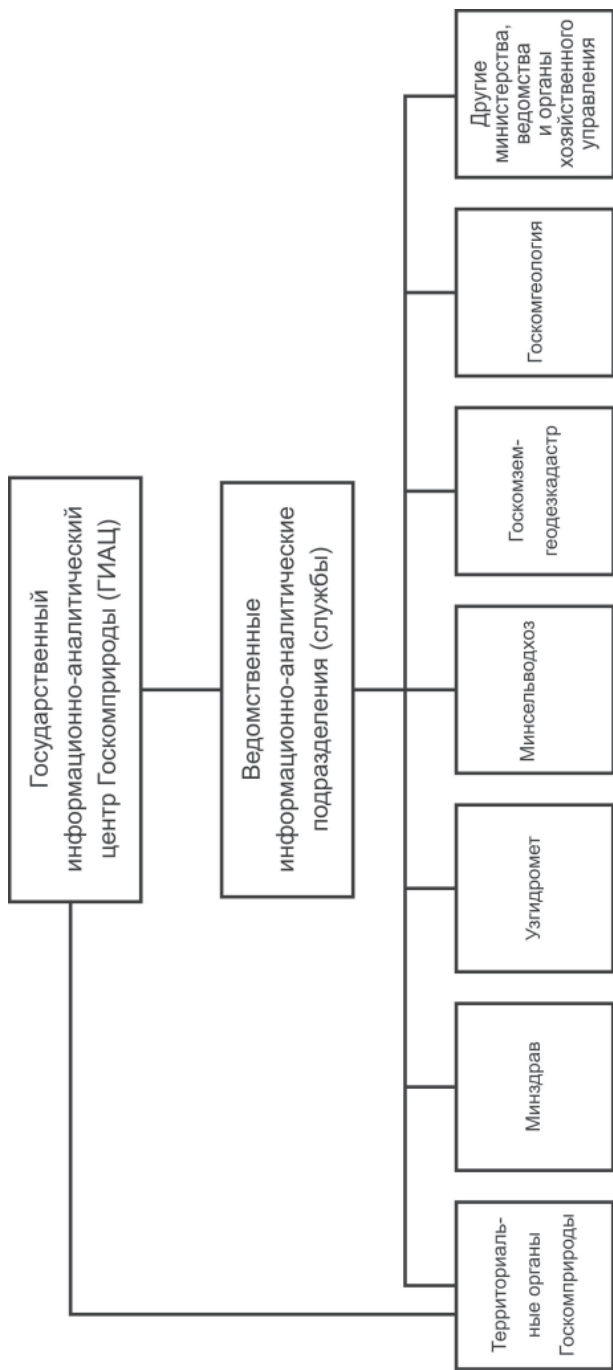 Государственный
информационно-аналитический
центр Госкомприроды (ГИАЦ)
Ведомственные
информационно-аналитические
подразделения (службы)
Территориаль-
ные органы
Госкомприроды
Минздрав
Узгидромет
Минсельводхоз
Госкомзем-
геодезкадастр
Госкомгеология
Другие
министерства,
ведомства
и органы
хозяйственного
управления